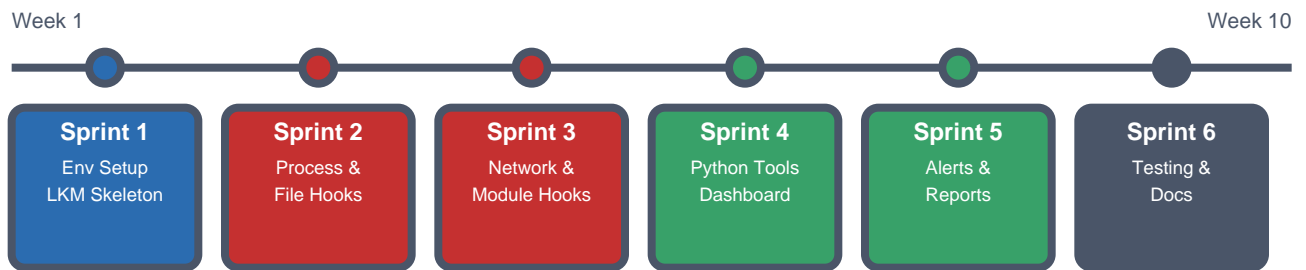 Week 1
Week 10
Sprint 1
Env Setup
LKM Skeleton
Sprint 2
Process &
File Hooks
Sprint 3
Network &
Module Hooks
Sprint 4
Python Tools
Dashboard
Sprint 5
Alerts &
Reports
Sprint 6
Testing &
Docs